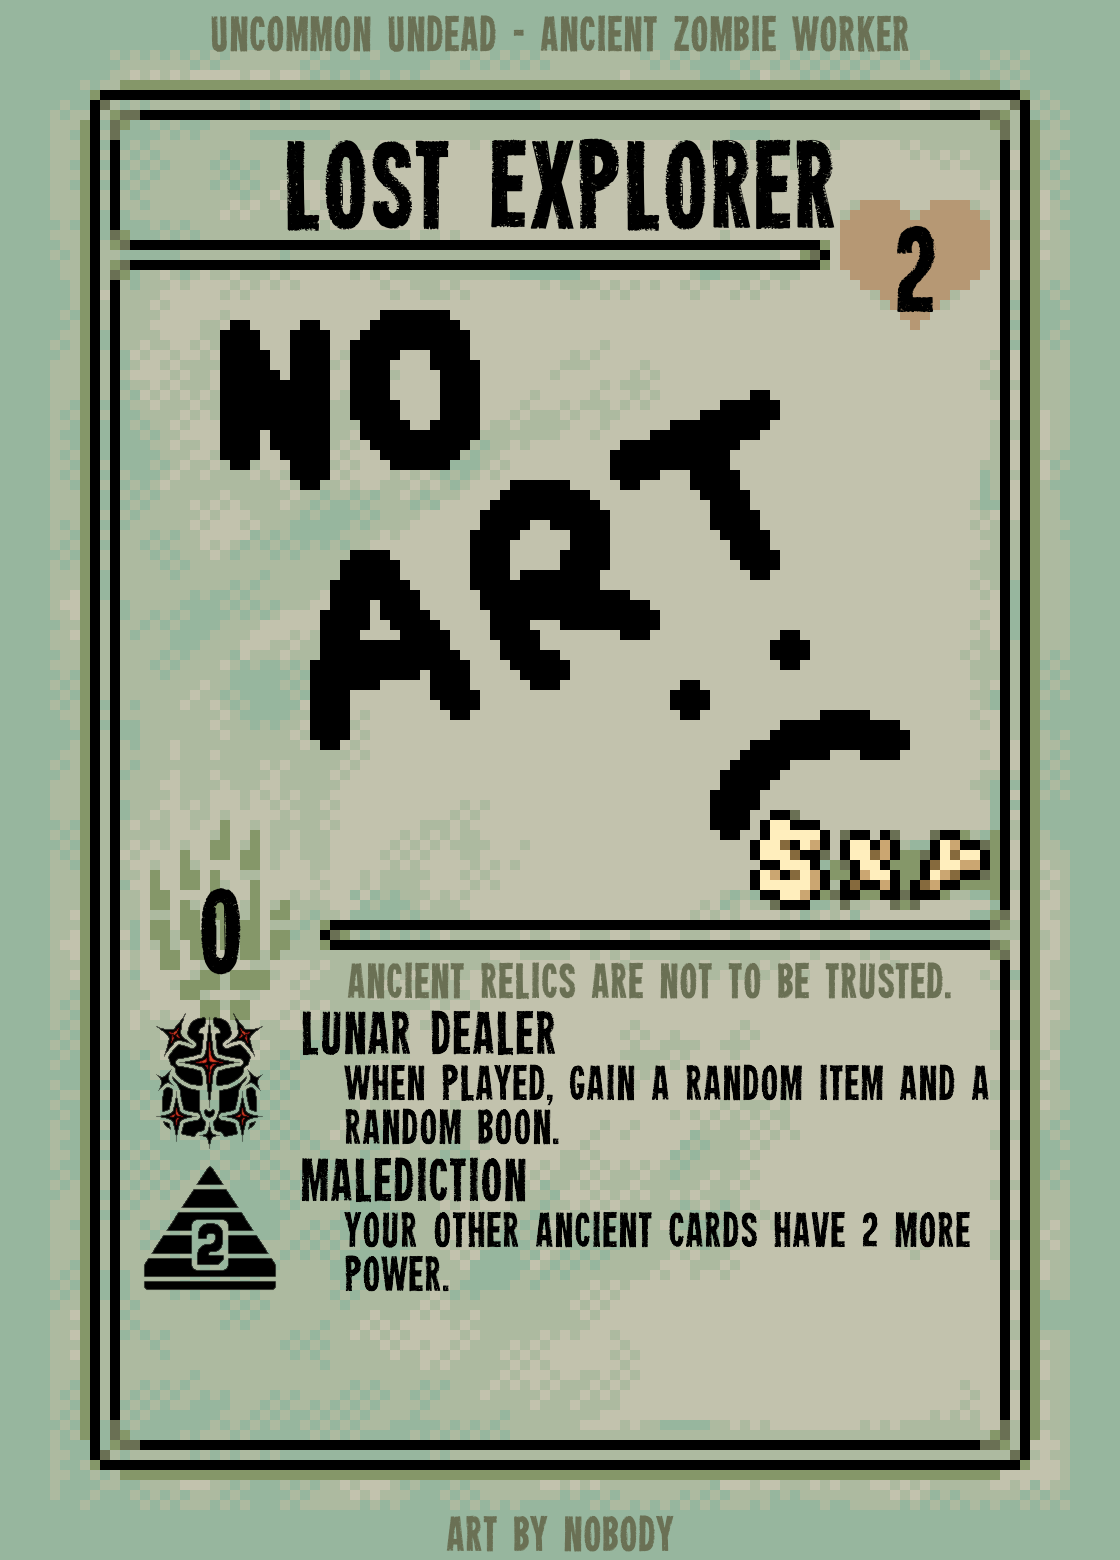 UNCOMMON UNDEAD - ANCIENT ZOMBIE WORKER
LOST EXPLORER
2
NO
ART
:(
0
ANCIENT RELICS ARE NOT TO BE TRUSTED.
LUNAR DEALER
WHEN PLAYED, GAIN A RANDOM ITEM AND A
RANDOM BOON.
MALEDICTION
2
YOUR OTHER ANCIENT CARDS HAVE 2 MORE
POWER.
ART BY NOBODY